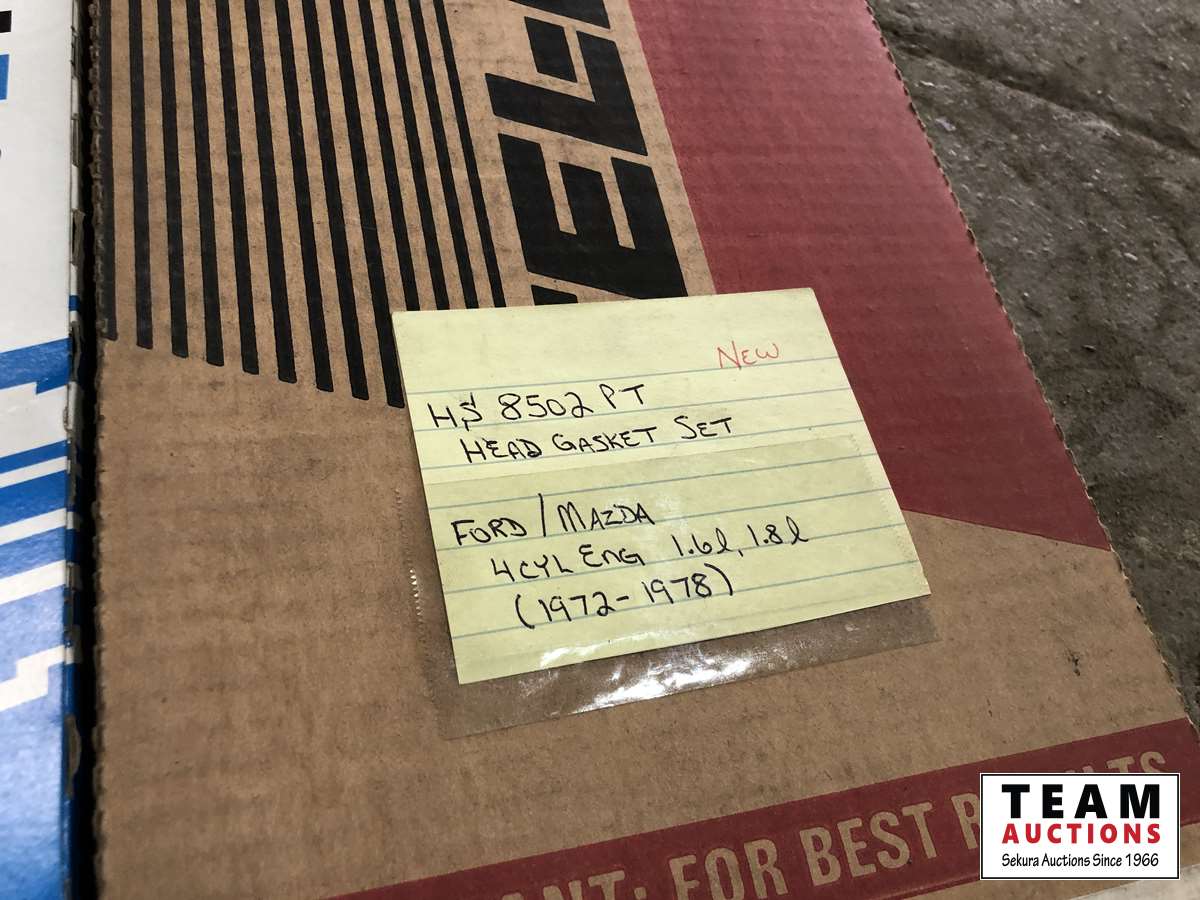 NEW
HS 8502 PT
HEAD GASKET SET
FORD / MAZDA
4CYL ENG 1.6l, 1.8l
(1972-1978)
FOR BEST
TEAM
AUCTIONS
Sekura Auctions Since 1966